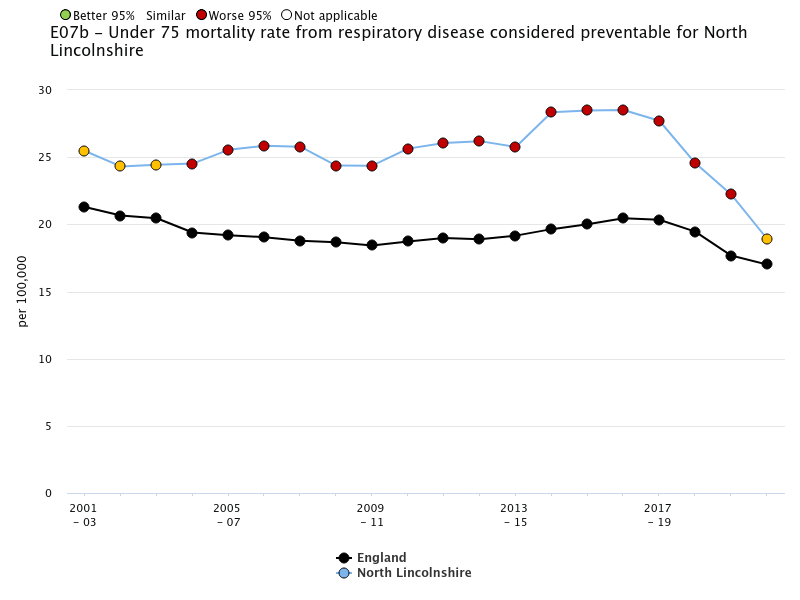 Better 95% Similar Worse 95% Not applicable
E07b – Under 75 mortality rate from respiratory disease considered preventable for North
Lincolnshire
per 100,000
30
25
20
15
10
5
0
2001
– 03
2005
– 07
2009
– 11
2013
– 15
2017
– 19
England
North Lincolnshire